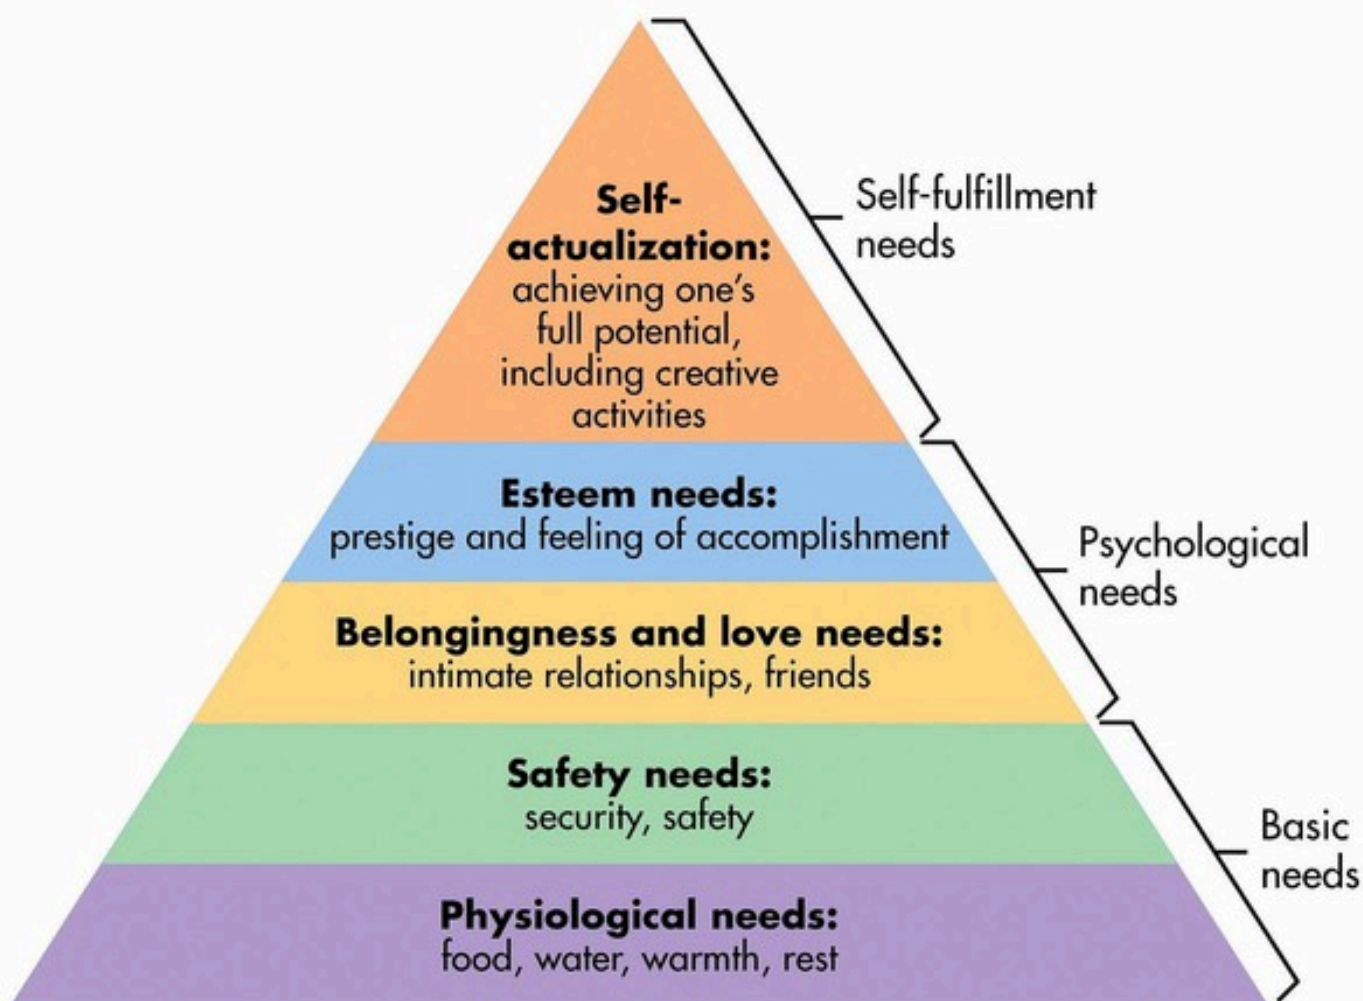 Self-
actualization:
achieving one's
full potential,
including creative
activities
Self-fulfillment
needs
Esteem needs:
prestige and feeling of accomplishment
Psychological
needs
Belongingness and love needs:
intimate relationships, friends
Safety needs:
security, safety
Basic
needs
Physiological needs:
food, water, warmth, rest